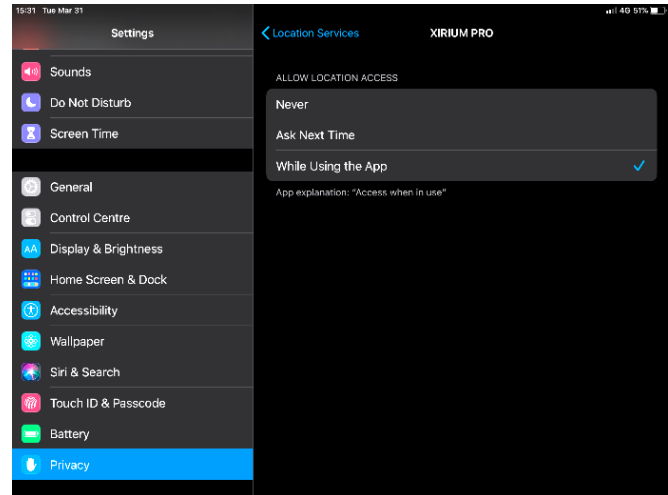 15:31 Tue Mar 31
4G 51%
Settings
Sounds
Do Not Disturb
Screen Time
General
Control Centre
AA
Display & Brightness
Home Screen & Dock
Accessibility
Wallpaper
Siri & Search
Touch ID & Passcode
Battery
Privacy
Location Services
XIRIUM PRO
ALLOW LOCATION ACCESS
Never
Ask Next Time
While Using the App
App explanation: "Access when in use"